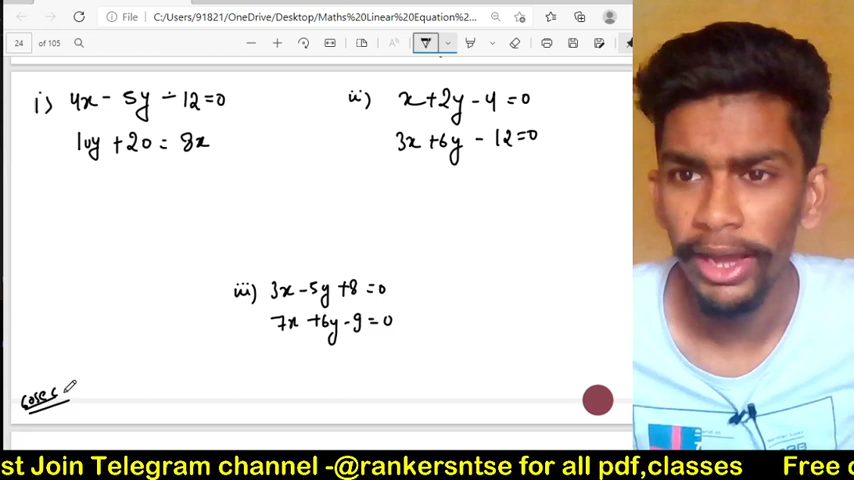 File | C:/Users/91821/OneDrive/Desktop/Maths%20Linear%20Equation%2...
24 of 105
i) 4x - 5y - 12 = 0
10y + 20 = 8x
ii) x + 2y - 4 = 0
3x + 6y - 12 = 0
iii) 3x - 5y + 8 = 0
7x + 6y - 9 = 0
st Join Telegram channel -@rankersntse for all pdf,classes Free c